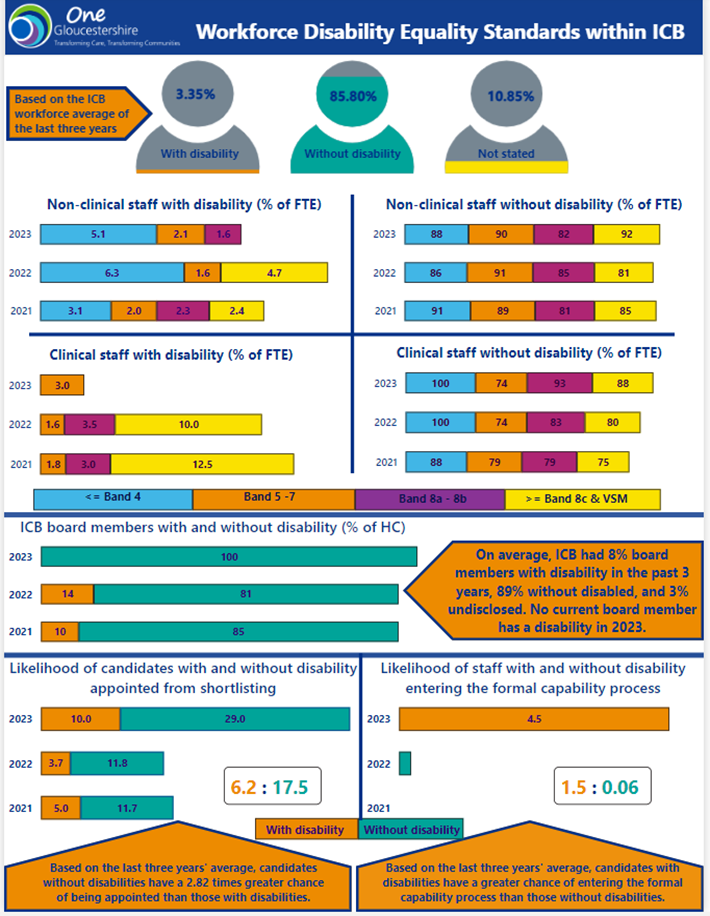 One
Gloucestershire
Transforming Care, Transforming Communities
Workforce Disability Equality Standards within ICB
Based on the ICB
workforce average of
the last three years
3.35%
With disability
85.80%
Without disability
10.85%
Not stated
Non-clinical staff with disability (% of FTE)
2023 5.1 2.1 1.6
2022 6.3 1.6 4.7
2021 3.1 2.0 2.3 2.4
Non-clinical staff without disability (% of FTE)
2023 88 90 82 92
2022 86 91 85 81
2021 91 89 81 85
Clinical staff with disability (% of FTE)
2023 3.0
2022 1.6 3.5 10.0
2021 1.8 3.0 12.5
Clinical staff without disability (% of FTE)
2023 100 74 93 88
2022 100 74 83 80
2021 88 79 79 75
<= Band 4 Band 5 -7 Band 8a - 8b >= Band 8c & VSM
ICB board members with and without disability (% of HC)
2023 100
2022 14 81
2021 10 85
On average, ICB had 8% board
members with disability in the past 3
years, 89% without disabled, and 3%
undisclosed. No current board member
has a disability in 2023.
Likelihood of candidates with and without disability
appointed from shortlisting
2023 10.0 29.0
2022 3.7 11.8
2021 5.0 11.7
6.2 : 17.5
Likelihood of staff with and without disability
entering the formal capability process
2023 4.5
2022
2021
1.5 : 0.06
With disability Without disability
Based on the last three years' average, candidates
without disabilities have a 2.82 times greater chance
of being appointed than those with disabilities.
Based on the last three years' average, candidates with
disabilities have a greater chance of entering the formal
capability process than those without disabilities.